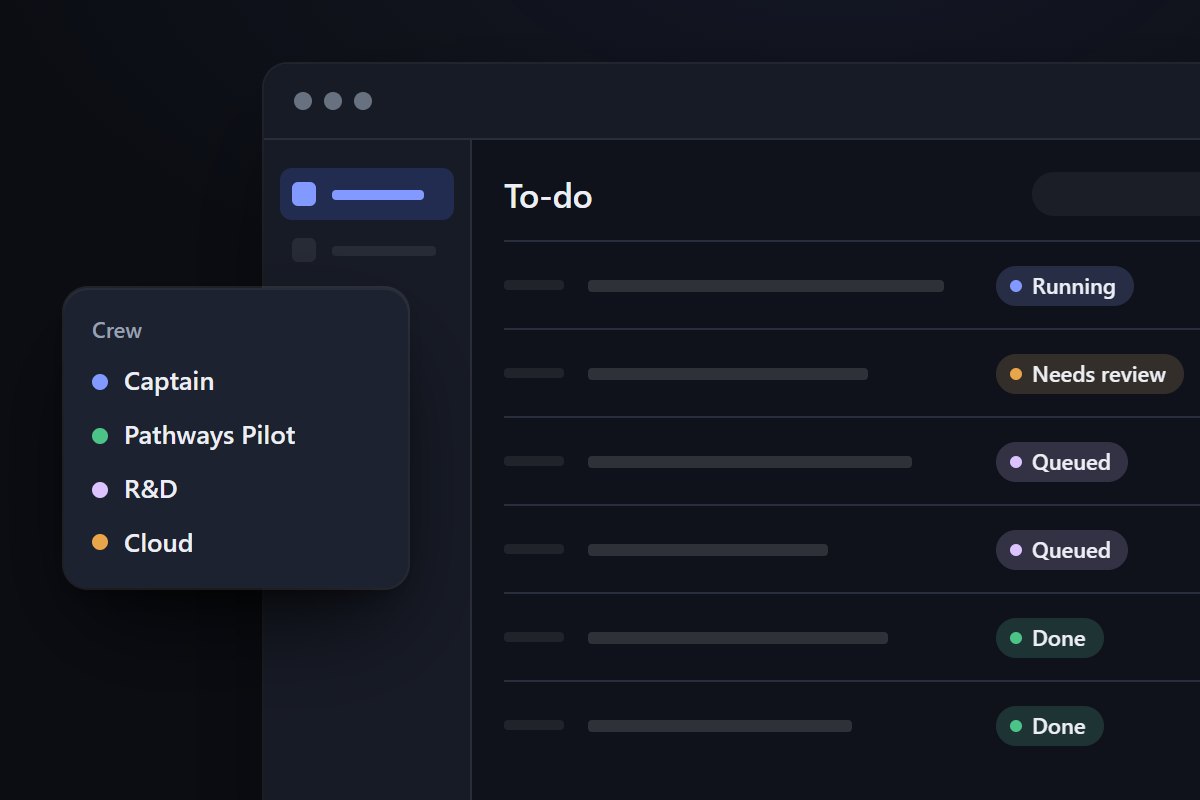 To-do
Running
Crew
Captain
Needs review
Pathways Pilot
Queued
R&D
Cloud
Queued
Done
Done